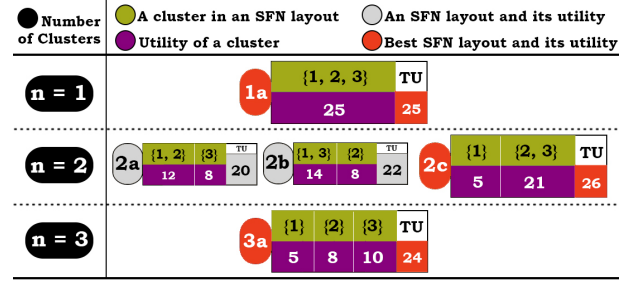 Number of Clusters
A cluster in an SFN layout
An SFN layout and its utility
Utility of a cluster
Best SFN layout and its utility
n = 1
1a
{1, 2, 3} TU
25 25
n = 2
2a
{1, 2} {3} TU
12 8 20
2b
{1, 3} {2} TU
14 8 22
2c
{1} {2, 3} TU
5 21 26
n = 3
3a
{1} {2} {3} TU
5 8 10 24